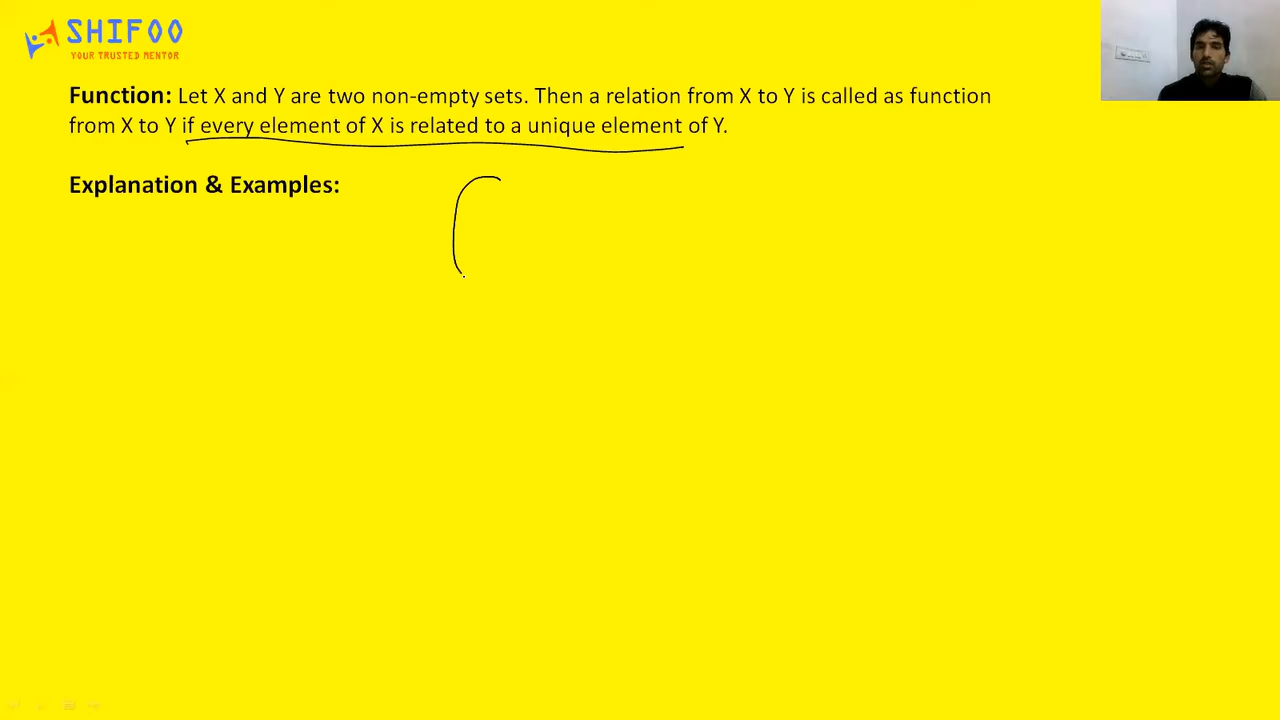 SHIFOO
YOUR TRUSTED MENTOR
Function: Let X and Y are two non-empty sets. Then a relation from X to Y is called as function
from X to Y if every element of X is related to a unique element of Y.
Explanation & Examples: